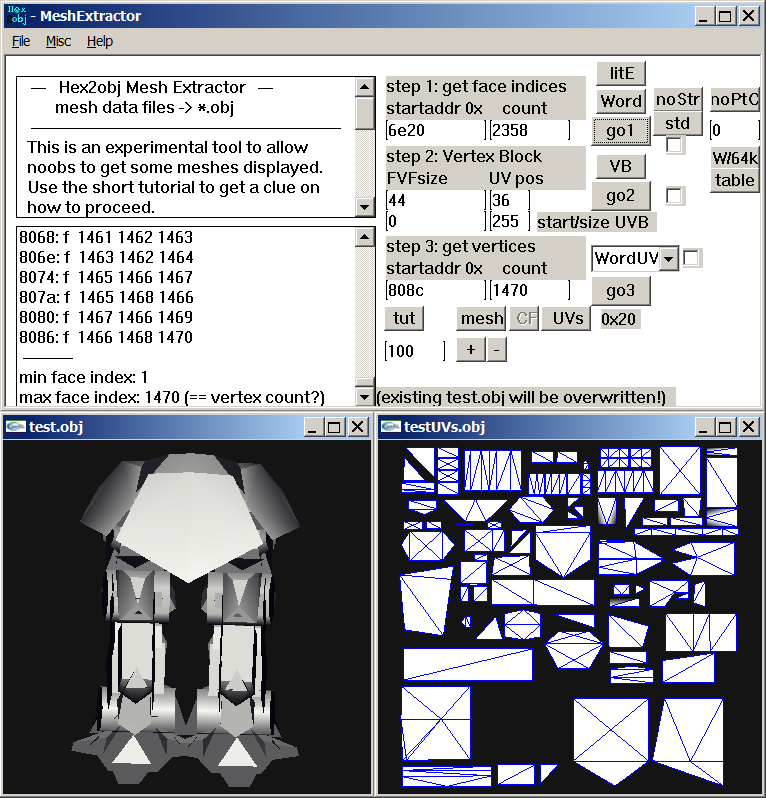 Hex obj - MeshExtractor
File Misc Help
— Hex2obj Mesh Extractor —
mesh data files -> *.obj
This is an experimental tool to allow
noobs to get some meshes displayed.
Use the short tutorial to get a clue on
how to proceed.
8068: f 1461 1462 1463
806e: f 1463 1462 1464
8074: f 1465 1466 1467
807a: f 1465 1468 1466
8080: f 1467 1466 1469
8086: f 1466 1468 1470
min face index: 1
max face index: 1470 (== vertex count?)
step 1: get face indices
startaddr 0x count
6e20 2358
litE
Word
go1
noStr
std
noPtC
0
step 2: Vertex Block
FVFsize UV pos
44 36
0 255 start/size UVB
VB
go2
W/64k
table
step 3: get vertices
startaddr 0x count
808c 1470
WordUV
go3
tut mesh CF UVs 0x20
100 + -
(existing test.obj will be overwritten!)
test.obj
testUVs.obj